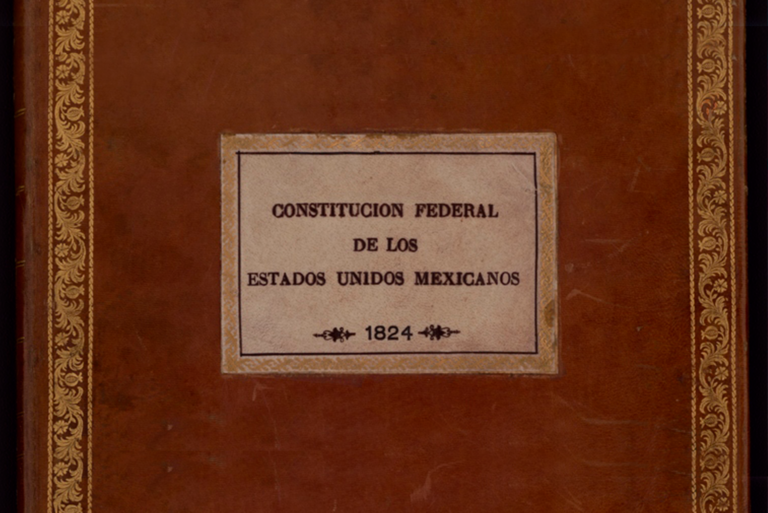 CONSTITUCION FEDERAL
DE LOS
ESTADOS UNIDOS MEXICANOS
1824